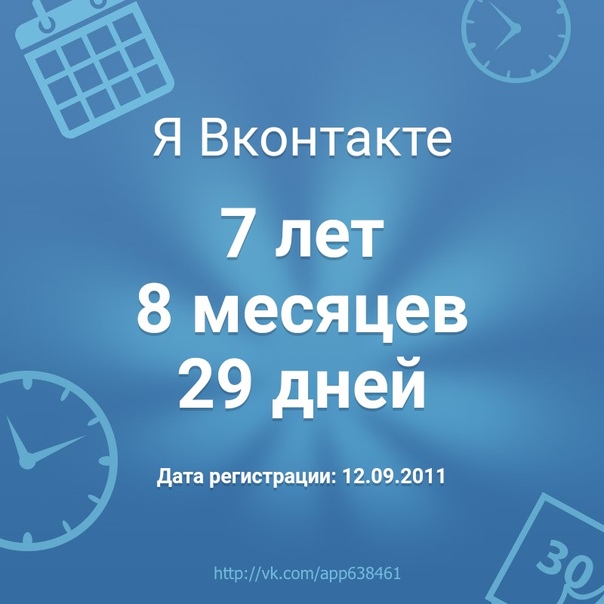 Я Вконтакте
7 лет
8 месяцев
29 дней
Дата регистрации: 12.09.2011
30
http://vk.com/app638461